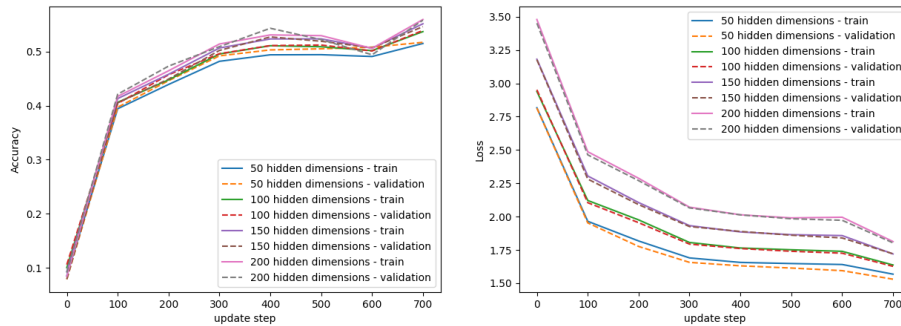 Accuracy
0.5
0.4
0.3
0.2
0.1
0
100
200
300
400
500
600
700
update step
50 hidden dimensions - train
50 hidden dimensions - validation
100 hidden dimensions - train
100 hidden dimensions - validation
150 hidden dimensions - train
150 hidden dimensions - validation
200 hidden dimensions - train
200 hidden dimensions - validation
Loss
3.50
3.25
3.00
2.75
2.50
2.25
2.00
1.75
1.50
0
100
200
300
400
500
600
700
update step
50 hidden dimensions - train
50 hidden dimensions - validation
100 hidden dimensions - train
100 hidden dimensions - validation
150 hidden dimensions - train
150 hidden dimensions - validation
200 hidden dimensions - train
200 hidden dimensions - validation